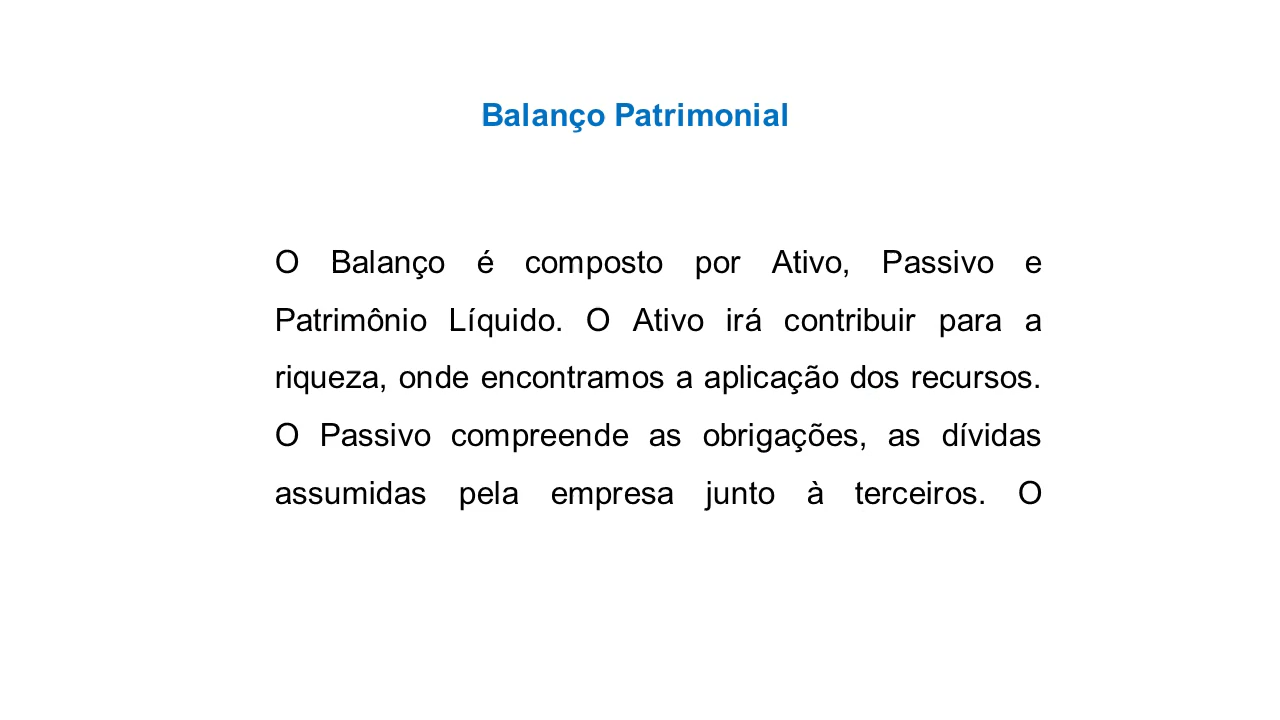 Balanço Patrimonial
O Balanço é composto por Ativo, Passivo e
Patrimônio Líquido. O Ativo irá contribuir para a
riqueza, onde encontramos a aplicação dos recursos.
O Passivo compreende as obrigações, as dívidas
assumidas pela empresa junto à terceiros. O